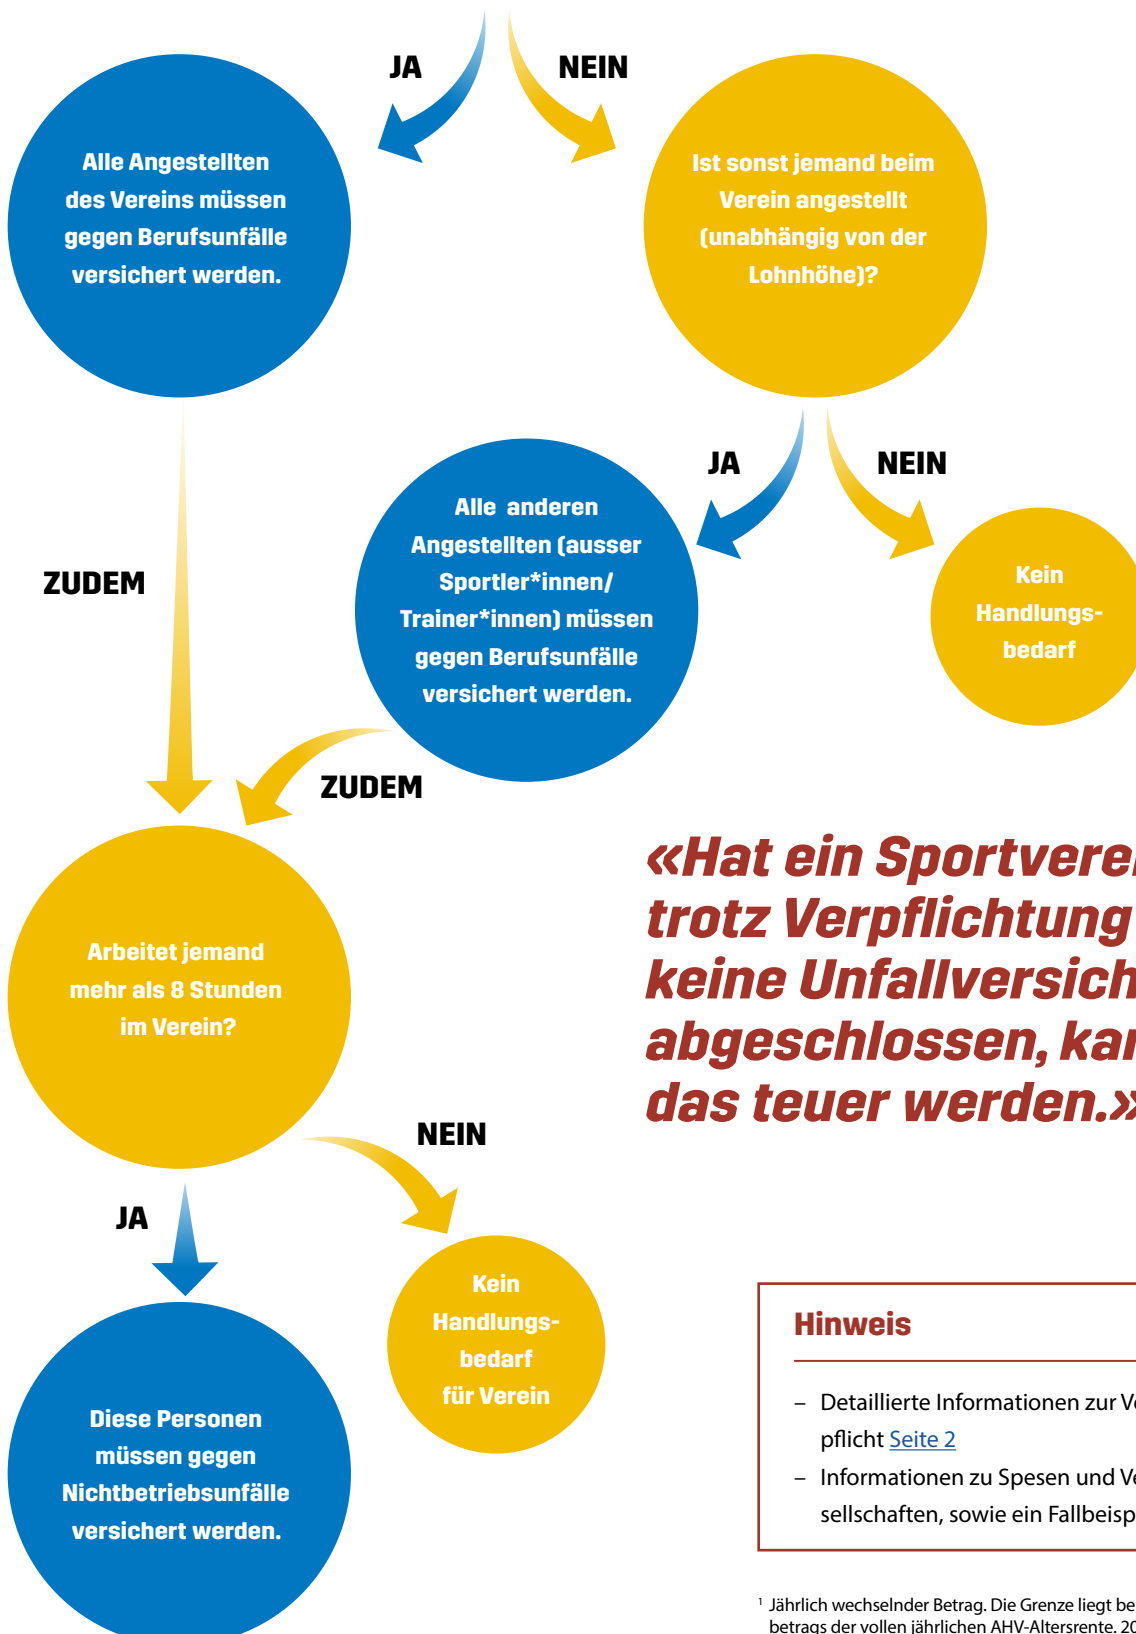 JA
NEIN
Alle Angestellten
des Vereins müssen
gegen Berufsunfälle
versichert werden.
Ist sonst jemand beim
Verein angestellt
(unabhängig von der
Lohnhöhe)?
JA
NEIN
Alle anderen
Angestellten (ausser
Sportler*innen/
Trainer*innen) müssen
gegen Berufsunfälle
versichert werden.
Kein
Handlungs-
bedarf
ZUDEM
ZUDEM
Arbeitet jemand
mehr als 8 Stunden
im Verein?
«Hat ein Sportverei
trotz Verpflichtung
keine Unfallversich
abgeschlossen, kan
das teuer werden.»
NEIN
JA
Kein
Handlungs-
bedarf
für Verein
Diese Personen
müssen gegen
Nichtbetriebsunfälle
versichert werden.
Hinweis
– Detaillierte Informationen zur Ve
pflicht Seite 2
– Informationen zu Spesen und Ve
sellschaften, sowie ein Fallbeisp
¹ Jährlich wechselnder Betrag. Die Grenze liegt be
betrags der vollen jährlichen AHV-Altersrente. 20